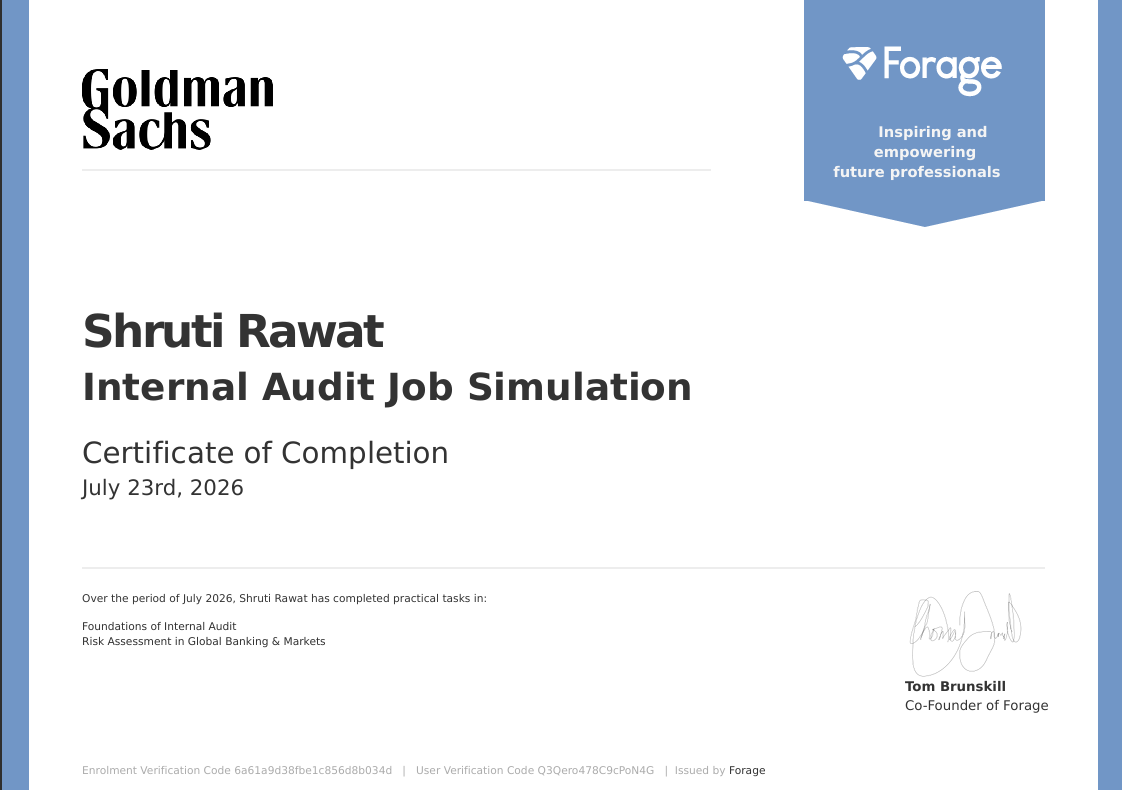 Goldman
Sachs
Forage
Inspiring and
empowering
future professionals
Shruti Rawat
Internal Audit Job Simulation
Certificate of Completion
July 23rd, 2026
Over the period of July 2026, Shruti Rawat has completed practical tasks in:
Foundations of Internal Audit
Risk Assessment in Global Banking & Markets
Tom Brunskill
Co-Founder of Forage
Enrolment Verification Code 6a61a9d38fbe1c856d8b034d | User Verification Code Q3Qero478C9cPoN4G | Issued by Forage